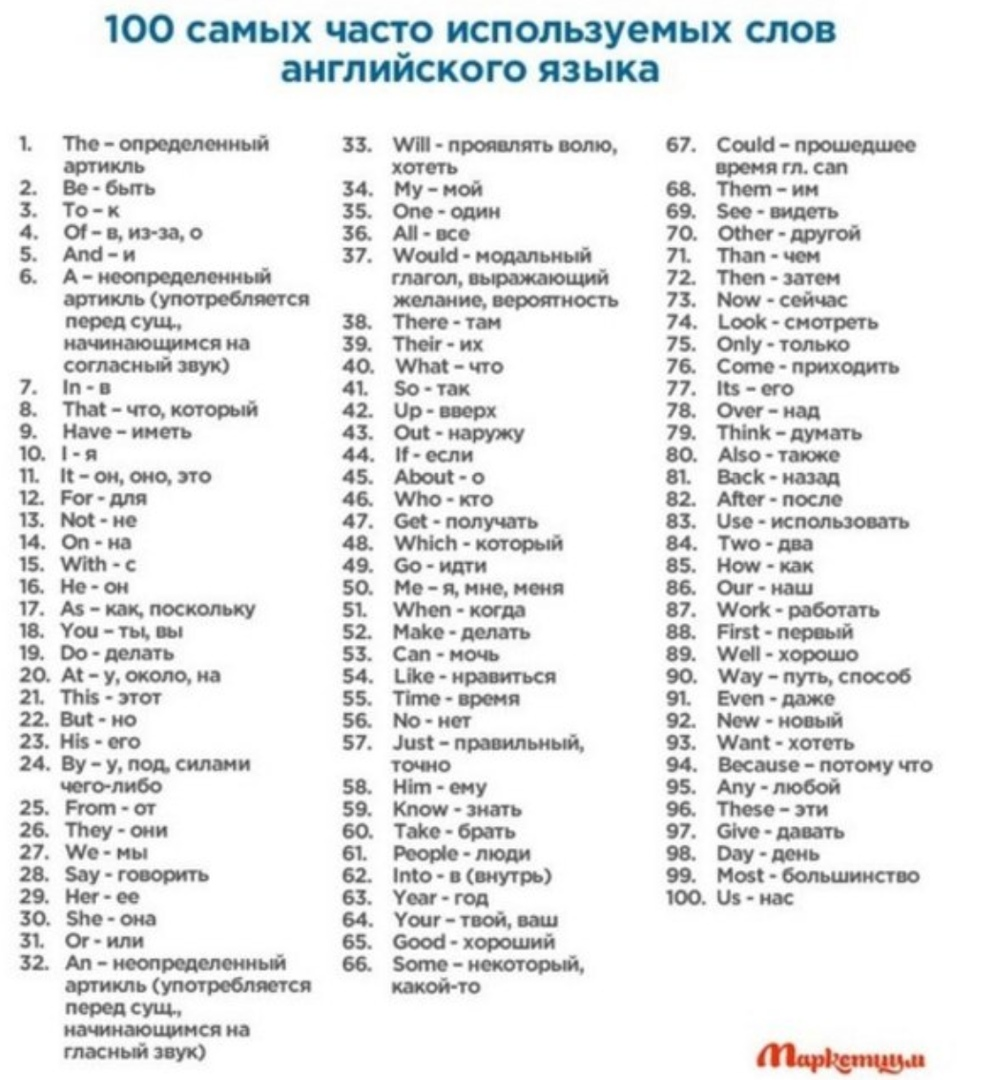 100 самых часто используемых слов
английского языка
1. The – определенный
артикль
2. Be - быть
3. To – к
4. Of – в, из-за, о
5. And – и
6. A – неопределенный
артикль (употребляется
перед сущ.,
начинающимся на
согласный звук)
7. In - в
8. That – что, который
9. Have – иметь
10. I - я
11. It – он, оно, это
12. For - для
13. Not - не
14. On - на
15. With - с
16. He - он
17. As – как, поскольку
18. You – ты, вы
19. Do - делать
20. At – у, около, на
21. This - этот
22. But - но
23. His - его
24. By – у, под, силами
чего-либо
25. From - от
26. They - они
27. We - мы
28. Say - говорить
29. Her - ее
30. She - она
31. Or - или
32. An – неопределенный
артикль (употребляется
перед сущ.,
начинающимся на
гласный звук)
33. Will - проявлять волю,
хотеть
34. My – мой
35. One - один
36. All - все
37. Would - модальный
глагол, выражающий
желание, вероятность
38. There - там
39. Their - их
40. What – что
41. So - так
42. Up - вверх
43. Out - наружу
44. If - если
45. About - о
46. Who - кто
47. Get - получать
48. Which - который
49. Go - идти
50. Me – я, мне, меня
51. When - когда
52. Make - делать
53. Can - мочь
54. Like - нравиться
55. Time - время
56. No - нет
57. Just – правильный,
точно
58. Him - ему
59. Know - знать
60. Take - брать
61. People - люди
62. Into - в (внутрь)
63. Year - год
64. Your – твой, ваш
65. Good - хороший
66. Some – некоторый,
какой-то
67. Could – прошедшее
время гл. can
68. Them – им
69. See - видеть
70. Other - другой
71. Than - чем
72. Then - затем
73. Now - сейчас
74. Look - смотреть
75. Only - только
76. Come - приходить
77. Its – его
78. Over – над
79. Think – думать
80. Also - также
81. Back - назад
82. After - после
83. Use - использовать
84. Two - два
85. How - как
86. Our - наш
87. Work - работать
88. First - первый
89. Well - хорошо
90. Way – путь, способ
91. Even - даже
92. New - новый
93. Want - хотеть
94. Because – потому что
95. Any - любой
96. These – эти
97. Give - давать
98. Day - день
99. Most - большинство
100. Us - нас
Маркетиум